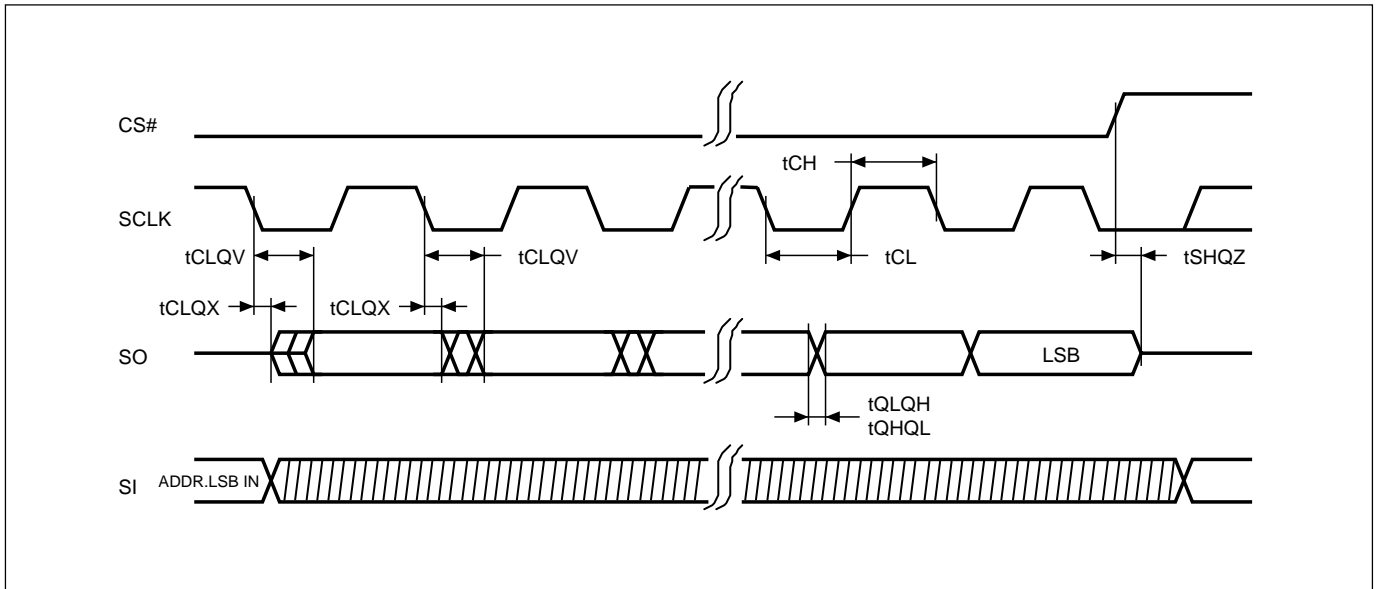 CS#
tCH
SCLK
tCLQV
tCLQV
tCL
tSHQZ
tCLQX
tCLQX
SO
LSB
tQLQH
tQHQL
SI
ADDR.LSB IN